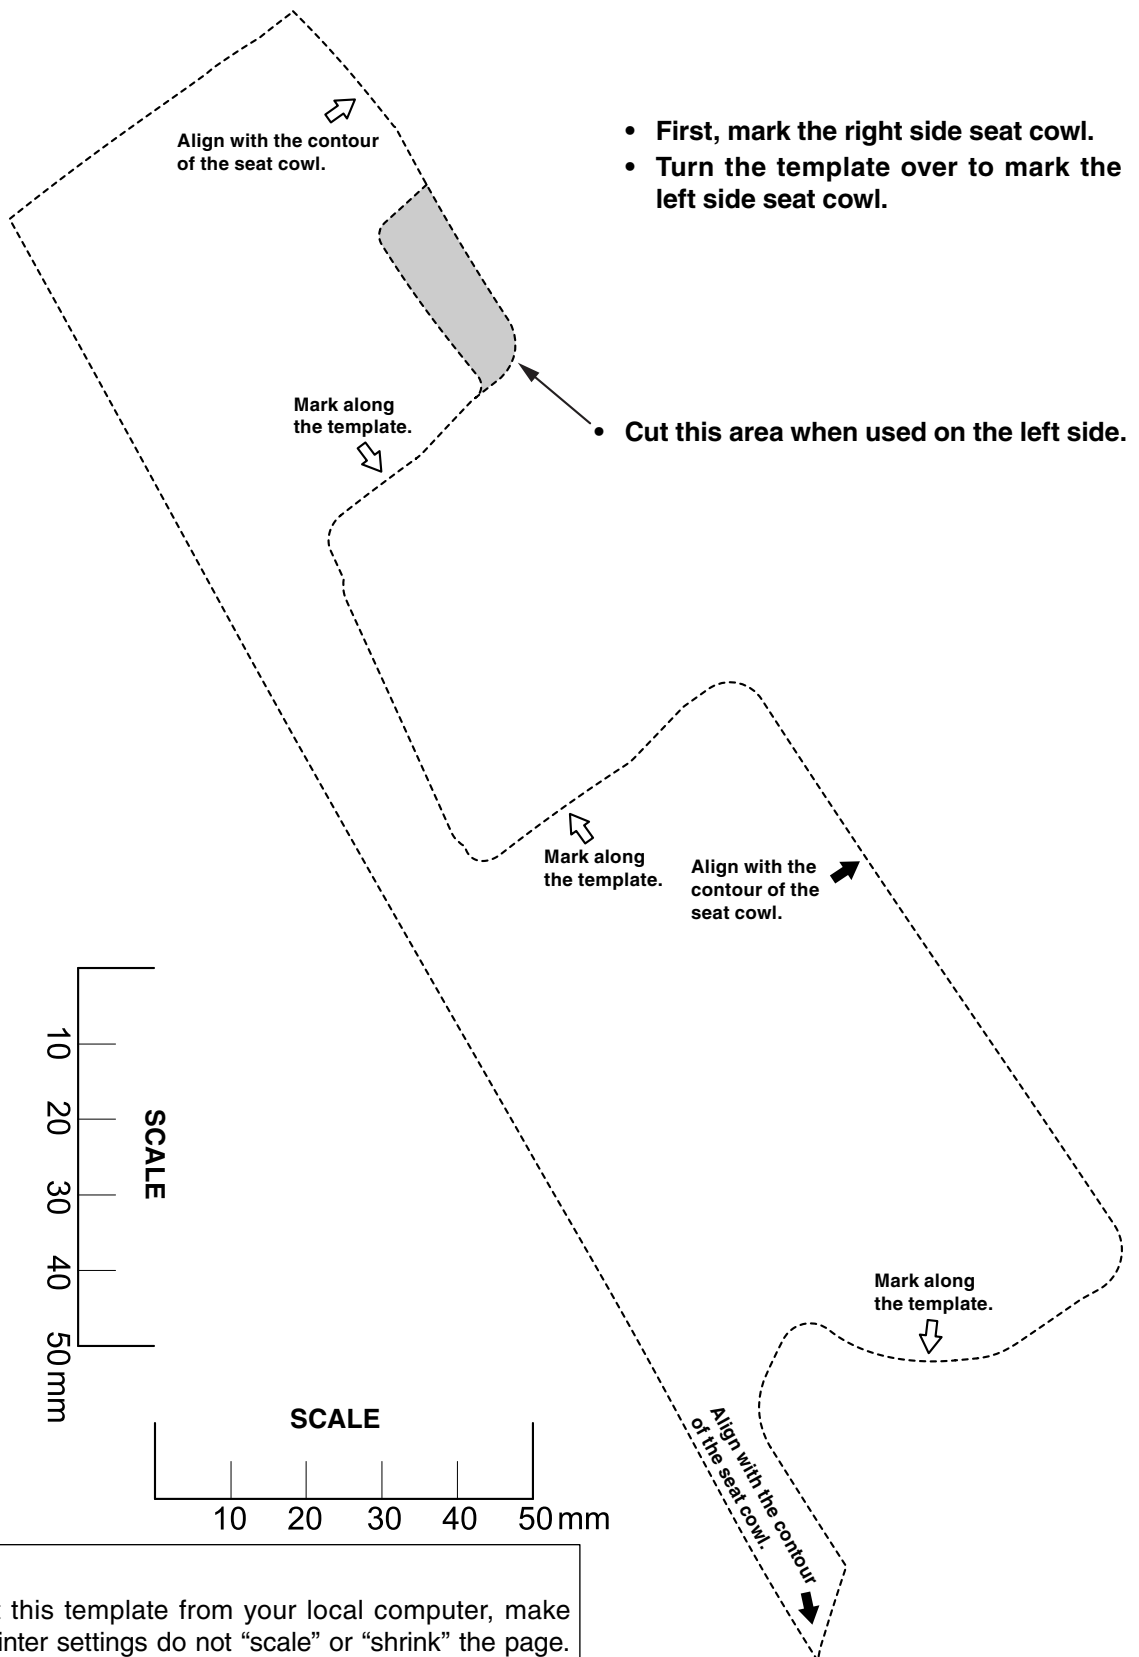 Align with the contour
of the seat cowl.
• First, mark the right side seat cowl.
• Turn the template over to mark the
left side seat cowl.
Mark along
the template.
• Cut this area when used on the left side.
Mark along
the template.
Align with the
contour of the
seat cowl.
10
20
30
40
50 mm
SCALE
Mark along
the template.
Align with the contour
of the seat cowl.
SCALE
10 20 30 40 50 mm
this template from your local computer, make
settings do not “scale” or “shrink” the page.